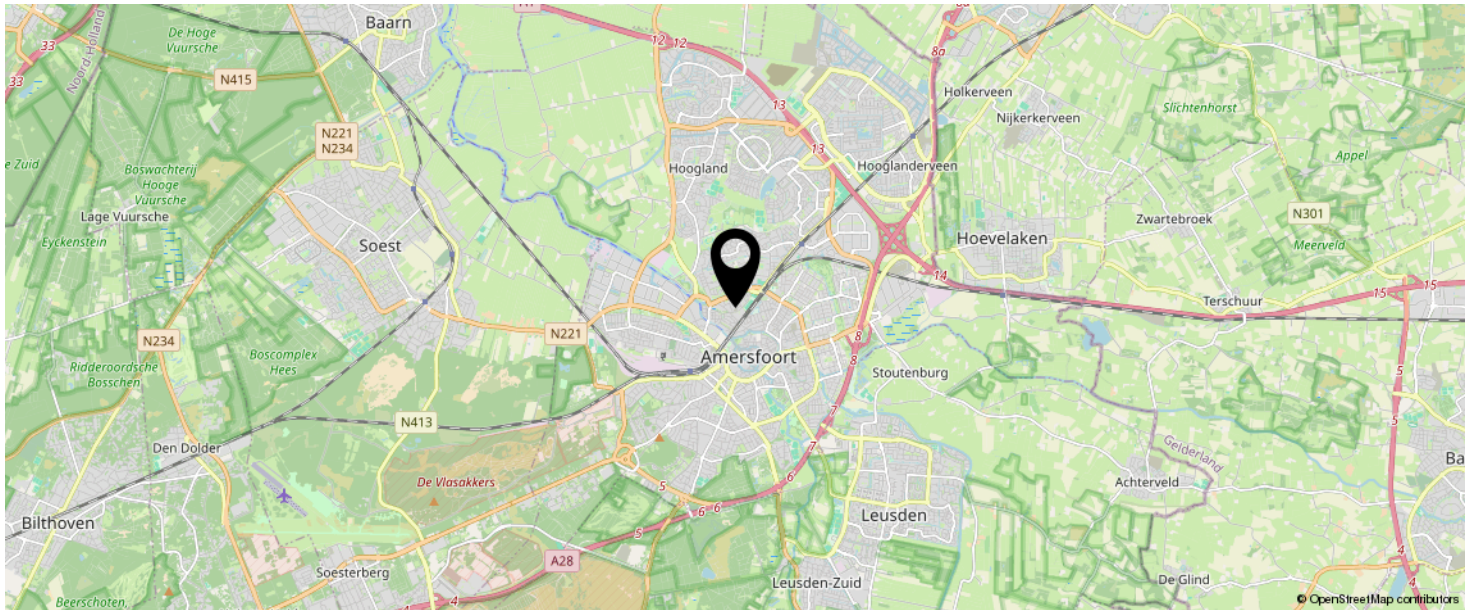 Baarn
De Hoge
Vuursche
33
33
Noord-Holland
N415
N221
N234
e Zuid
Boswachterij
Hooge
Vuursche
Lage Vuursche
Eyckenstein
Soest
12
12
13
13
8a
Holkerveen
Nijkerkerveen
Slichtenhorst
Appel
Hoogland
Hooglanderveen
Zwartebroek
N301
Meerveld
Hoevelaken
14
Terschuur
15
15
N234
Ridderoordsche
Bosschen
Boscomplex
Hees
N221
Amersfoort
8
8
Stoutenburg
5
5
N413
7
7
Den Dolder
De Vlasakkers
Gelderland
Ba
5
6
6
6
5
Achterveld
Bilthoven
Leusden
A28
4
4
Soesterberg
Leusden-Zuid
De Glind
Beerschoten,
4
© OpenStreetMap contributors